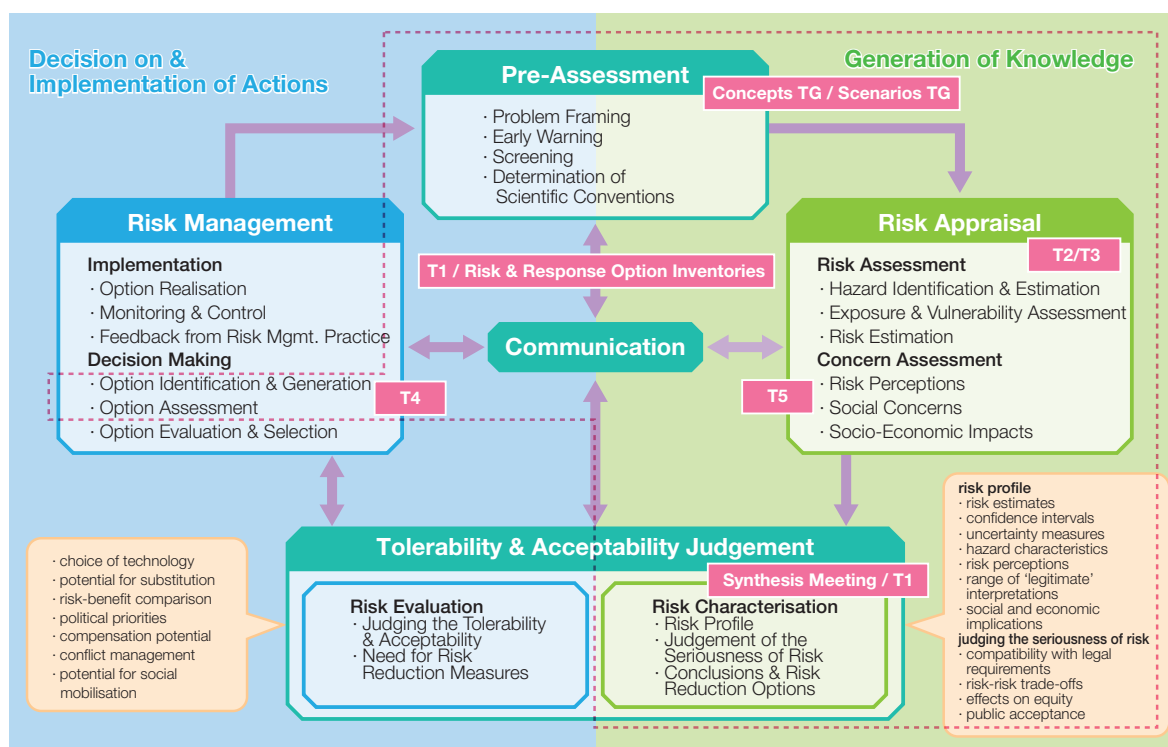 Decision on &
Implementation of Actions
Generation of Knowledge
Pre-Assessment
Concepts TG / Scenarios TG
· Problem Framing
· Early Warning
· Screening
· Determination of
Scientific Conventions
Risk Management
Implementation
· Option Realisation
· Monitoring & Control
· Feedback from Risk Mgmt. Practice
Decision Making
· Option Identification & Generation
· Option Assessment
· Option Evaluation & Selection
T4
T1 / Risk & Response Option Inventories
Communication
Risk Appraisal
T2/T3
Risk Assessment
· Hazard Identification & Estimation
· Exposure & Vulnerability Assessment
· Risk Estimation
Concern Assessment
T5
· Risk Perceptions
· Social Concerns
· Socio-Economic Impacts
· choice of technology
· potential for substitution
· risk-benefit comparison
· political priorities
· compensation potential
· conflict management
· potential for social
mobilisation
Tolerability & Acceptability Judgement
Synthesis Meeting / T1
Risk Evaluation
· Judging the Tolerability
& Acceptability
· Need for Risk
Reduction Measures
Risk Characterisation
· Risk Profile
· Judgement of the
Seriousness of Risk
· Conclusions & Risk
Reduction Options
risk profile
· risk estimates
· confidence intervals
· uncertainty measures
· hazard characteristics
· risk perceptions
· range of ‘legitimate’
interpretations
· social and economic
implications
judging the seriousness of risk
· compatibility with legal
requirements
· risk-risk trade-offs
· effects on equity
· public acceptance